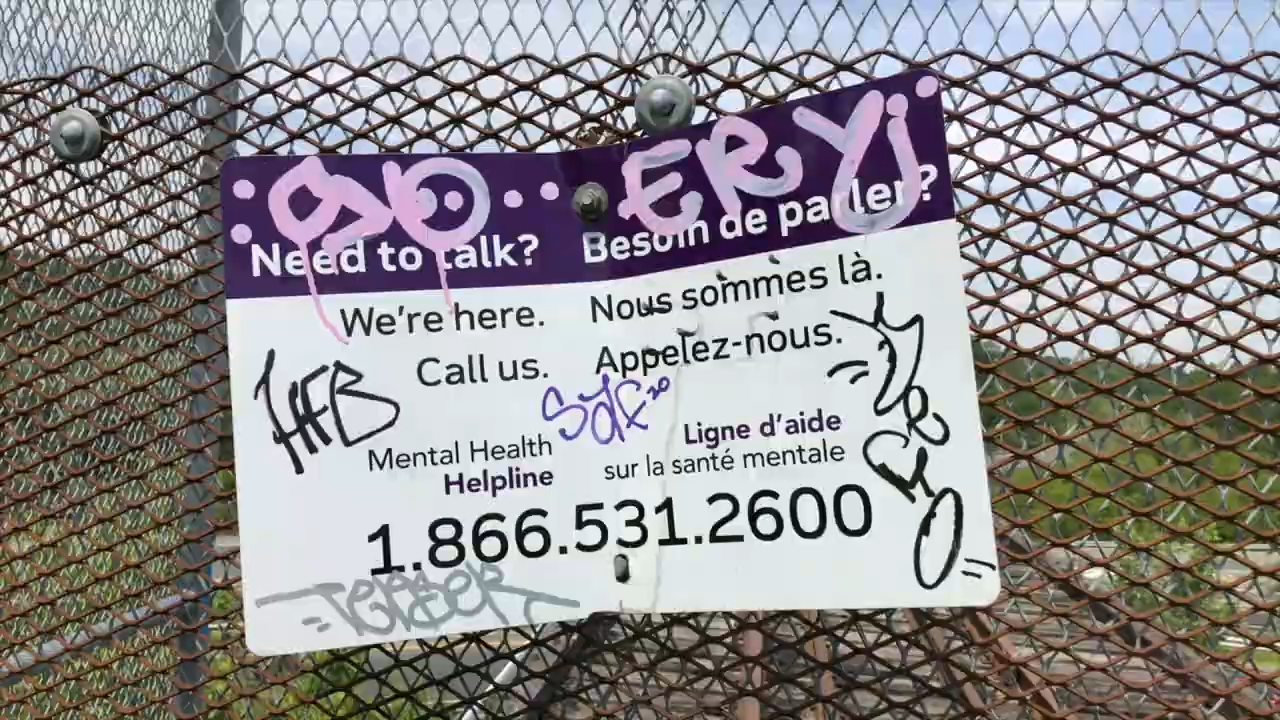 Need to talk?
Besoin de parler?
We're here.
Nous sommes là.
Call us.
Appelez-nous.
Mental Health
Helpline
Ligne d'aide
sur la santé mentale
1.866.531.2600